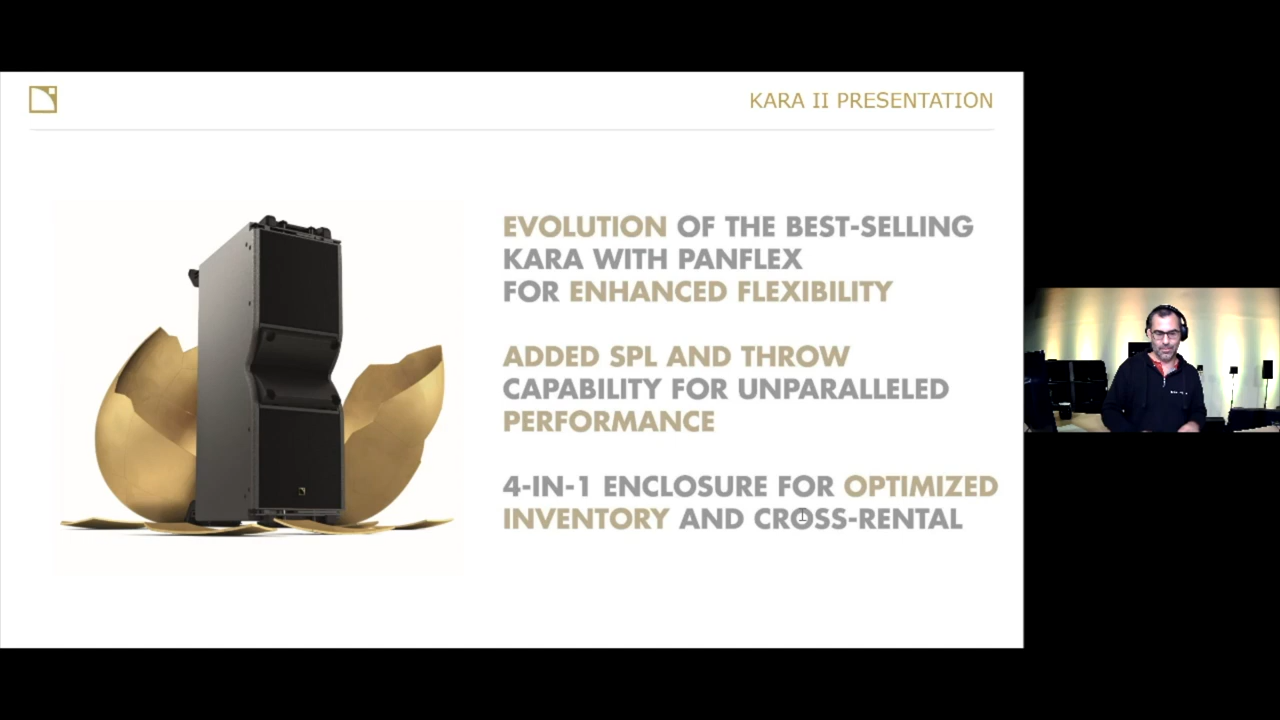 KARA II PRESENTATION
EVOLUTION OF THE BEST-SELLING
KARA WITH PANFLEX
FOR ENHANCED FLEXIBILITY
ADDED SPL AND THROW
CAPABILITY FOR UNPARALLELED
PERFORMANCE
4-IN-1 ENCLOSURE FOR OPTIMIZED
INVENTORY AND CROSS-RENTAL